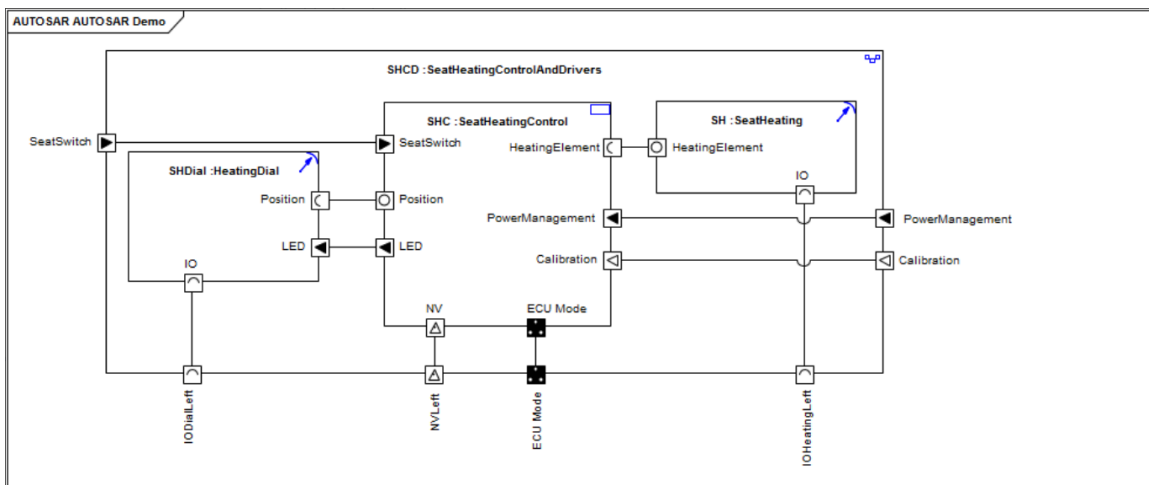 AUTOSAR AUTOSAR Demo
SHCD :SeatHeatingControlAndDrivers
SHC :SeatHeatingControl
SH :SeatHeating
SeatSwitch
SeatSwitch
HeatingElement
HeatingElement
SHDial :HeatingDial
IO
Position
Position
PowerManagement
PowerManagement
LED
LED
Calibration
Calibration
IO
NV
ECU Mode
IODialLeft
NVLeft
ECU Mode
IOHeatingLeft